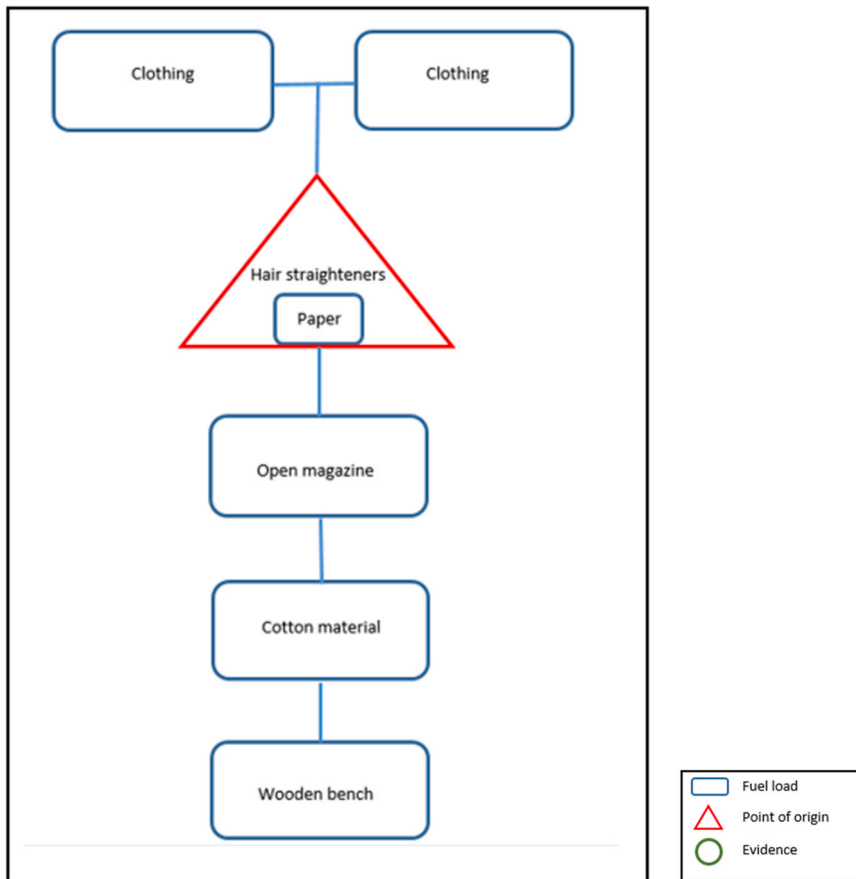 Clothing
Clothing
Hair straighteners
Paper
Open magazine
Cotton material
Wooden bench
Fuel load
Point of origin
Evidence